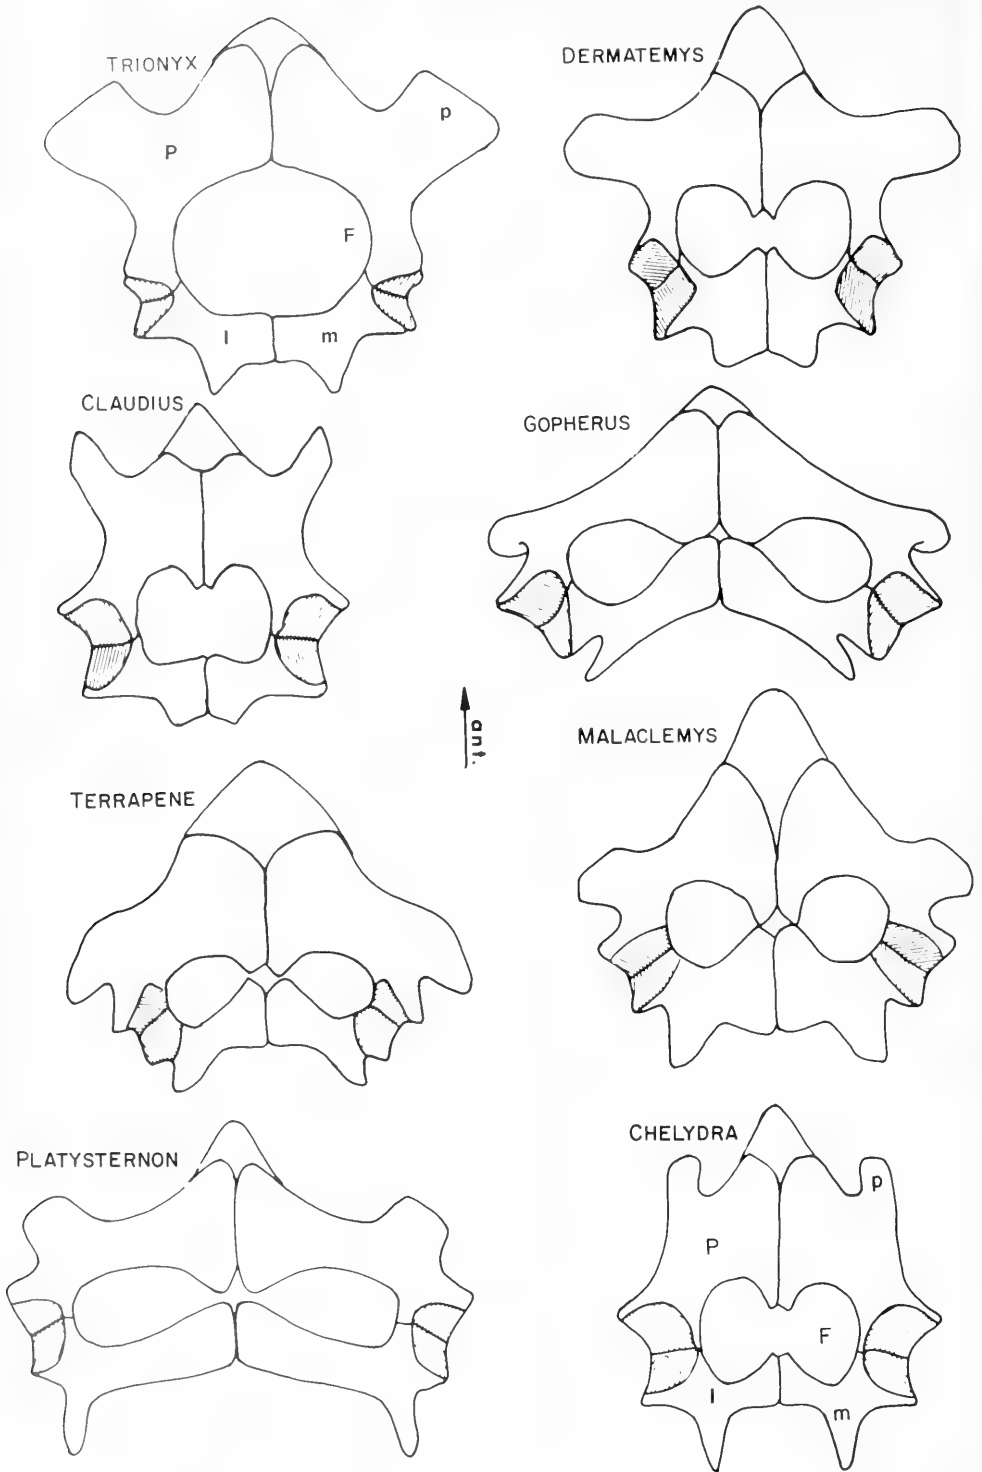 TRIONYX
P
p
F
I
m
DERMATEMYS
CLAUDIUS
GOPHERUS
ant.
TERRAPENE
MALACLEMYS
PLATYSTERNON
CHELYDRA
P
p
F
I
m